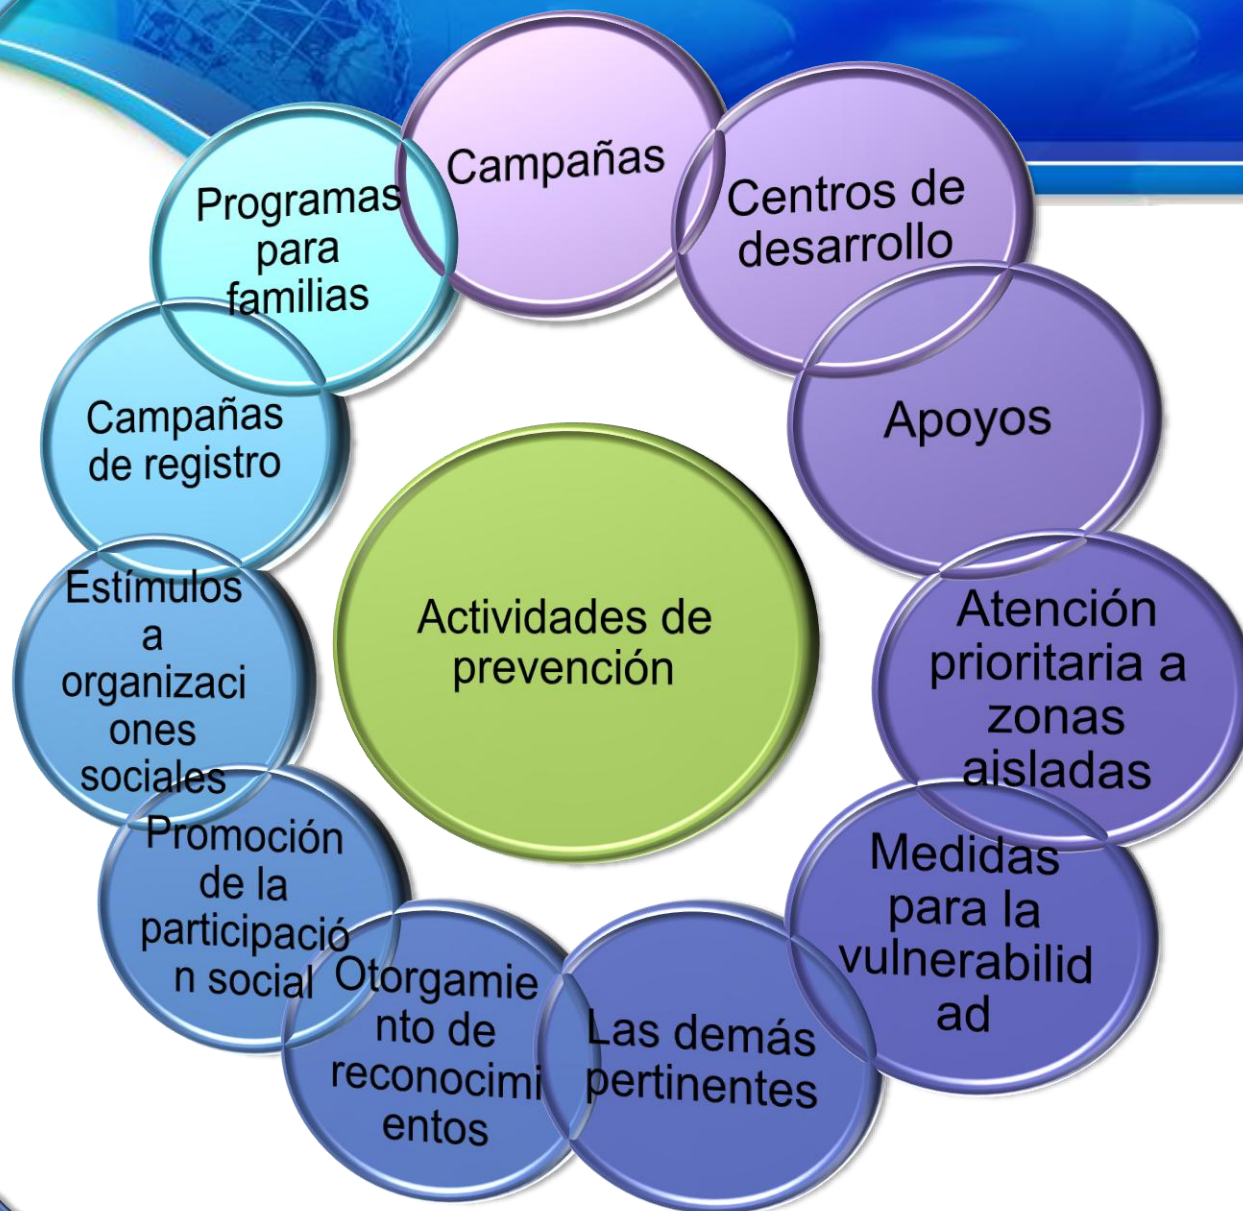 Campañas
Centros de
desarrollo
Apoyos
Atención
prioritaria a
zonas
aisladas
Medidas
para la
vulnerabilid
ad
Las demás
pertinentes
Otorgamie
nto de
reconocimi
entos
Promoción
de la
participació
n social
Estímulos
a
organizaci
ones
sociales
Campañas
de registro
Programas
para
familias
Actividades de
prevención